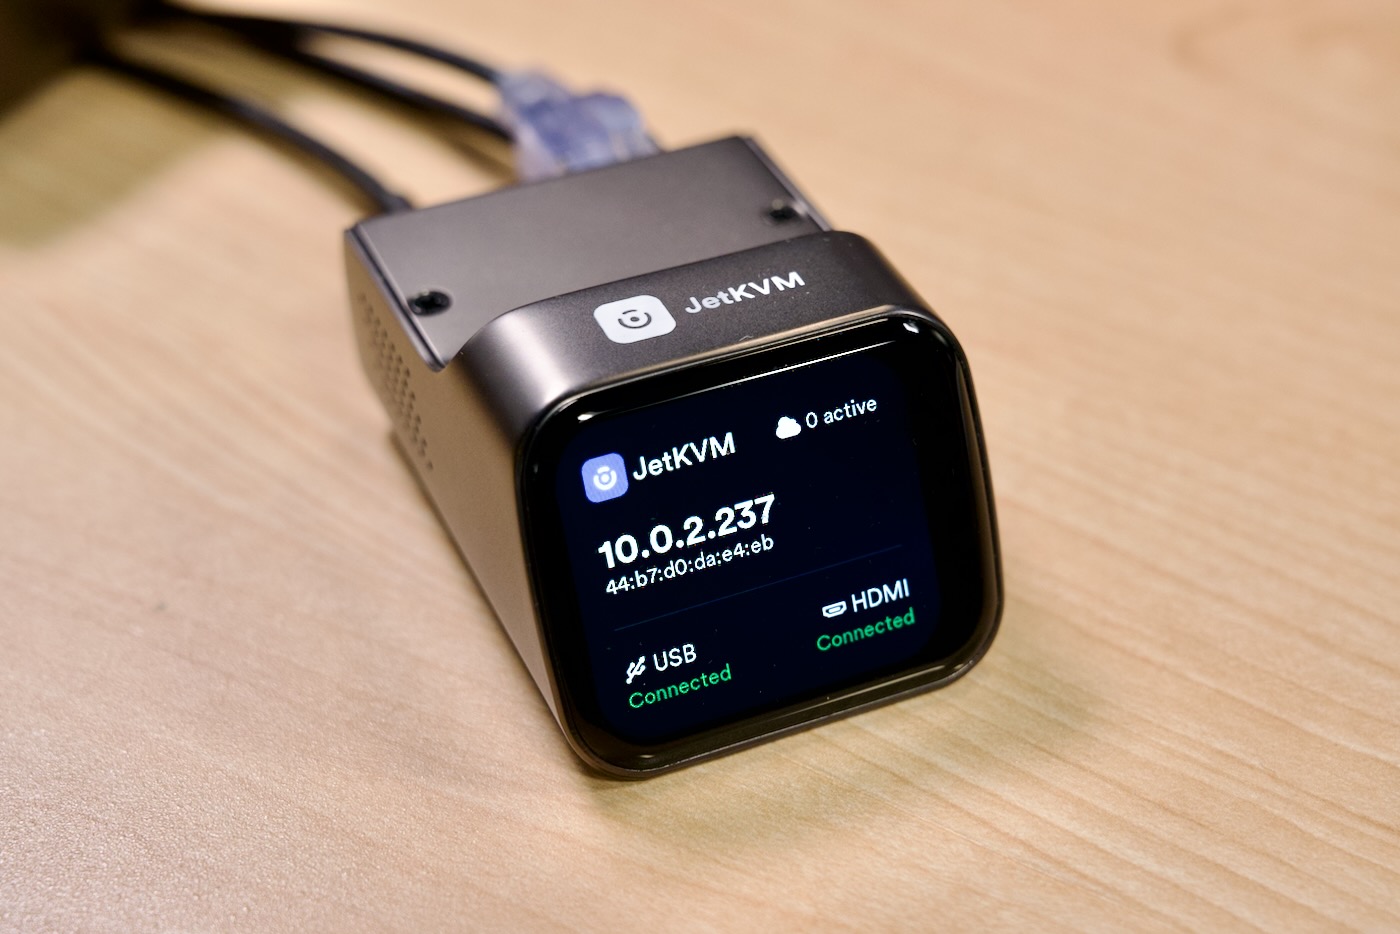 JetKVM
0 active
JetKVM
10.0.2.237
44:b7:d0:da:e4:eb
USB
Connected
HDMI
Connected